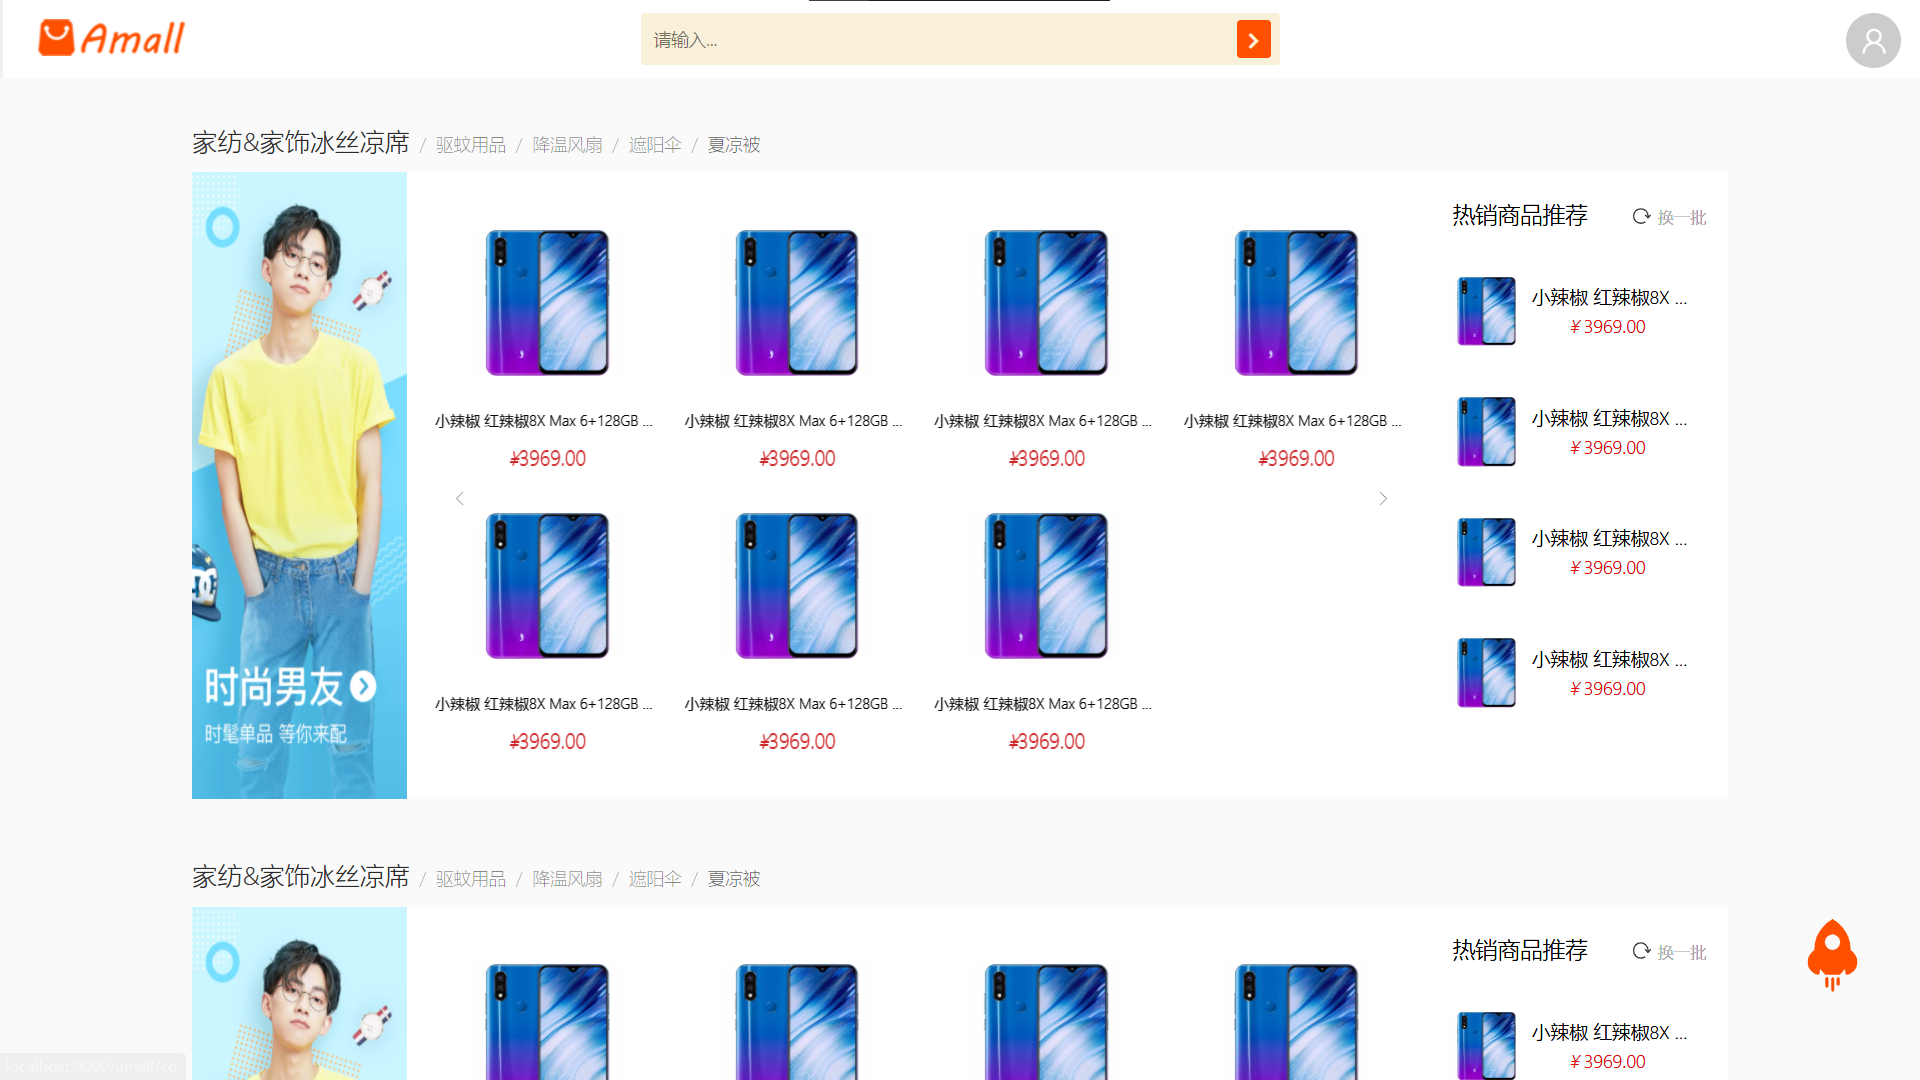 Amall
请输入...
家纺&家饰冰丝凉席 / 驱蚊用品 / 降温风扇 / 遮阳伞 / 夏凉被
时尚男友
时髦单品 等你来配
小辣椒 红辣椒8X Max 6+128GB ...
¥3969.00
小辣椒 红辣椒8X Max 6+128GB ...
¥3969.00
小辣椒 红辣椒8X Max 6+128GB ...
¥3969.00
小辣椒 红辣椒8X Max 6+128GB ...
¥3969.00
小辣椒 红辣椒8X Max 6+128GB ...
¥3969.00
小辣椒 红辣椒8X Max 6+128GB ...
¥3969.00
小辣椒 红辣椒8X Max 6+128GB ...
¥3969.00
热销商品推荐 换一批
小辣椒 红辣椒8X ...
¥ 3969.00
小辣椒 红辣椒8X ...
¥ 3969.00
小辣椒 红辣椒8X ...
¥ 3969.00
小辣椒 红辣椒8X ...
¥ 3969.00
家纺&家饰冰丝凉席 / 驱蚊用品 / 降温风扇 / 遮阳伞 / 夏凉被
热销商品推荐 换一批
小辣椒 红辣椒8X ...
¥ 3969.00
localhost:9000/amall/co